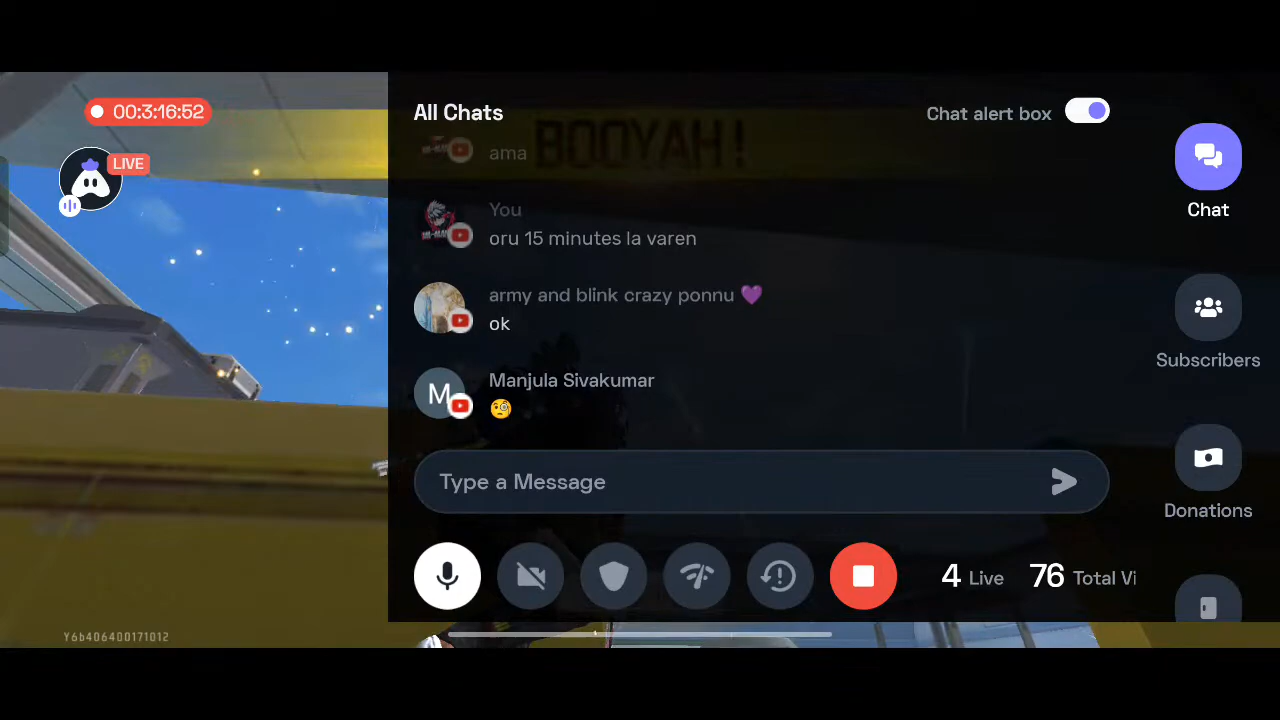 00:3:16:52
LIVE
All Chats
Chat alert box
BOOYAH!
ama
You
oru 15 minutes la varen
army and blink crazy ponnu 💜
ok
M
Manjula Sivakumar
🧐
Type a Message
4 Live
76 Total Vi
Chat
Subscribers
Donations
Y6b406400171012